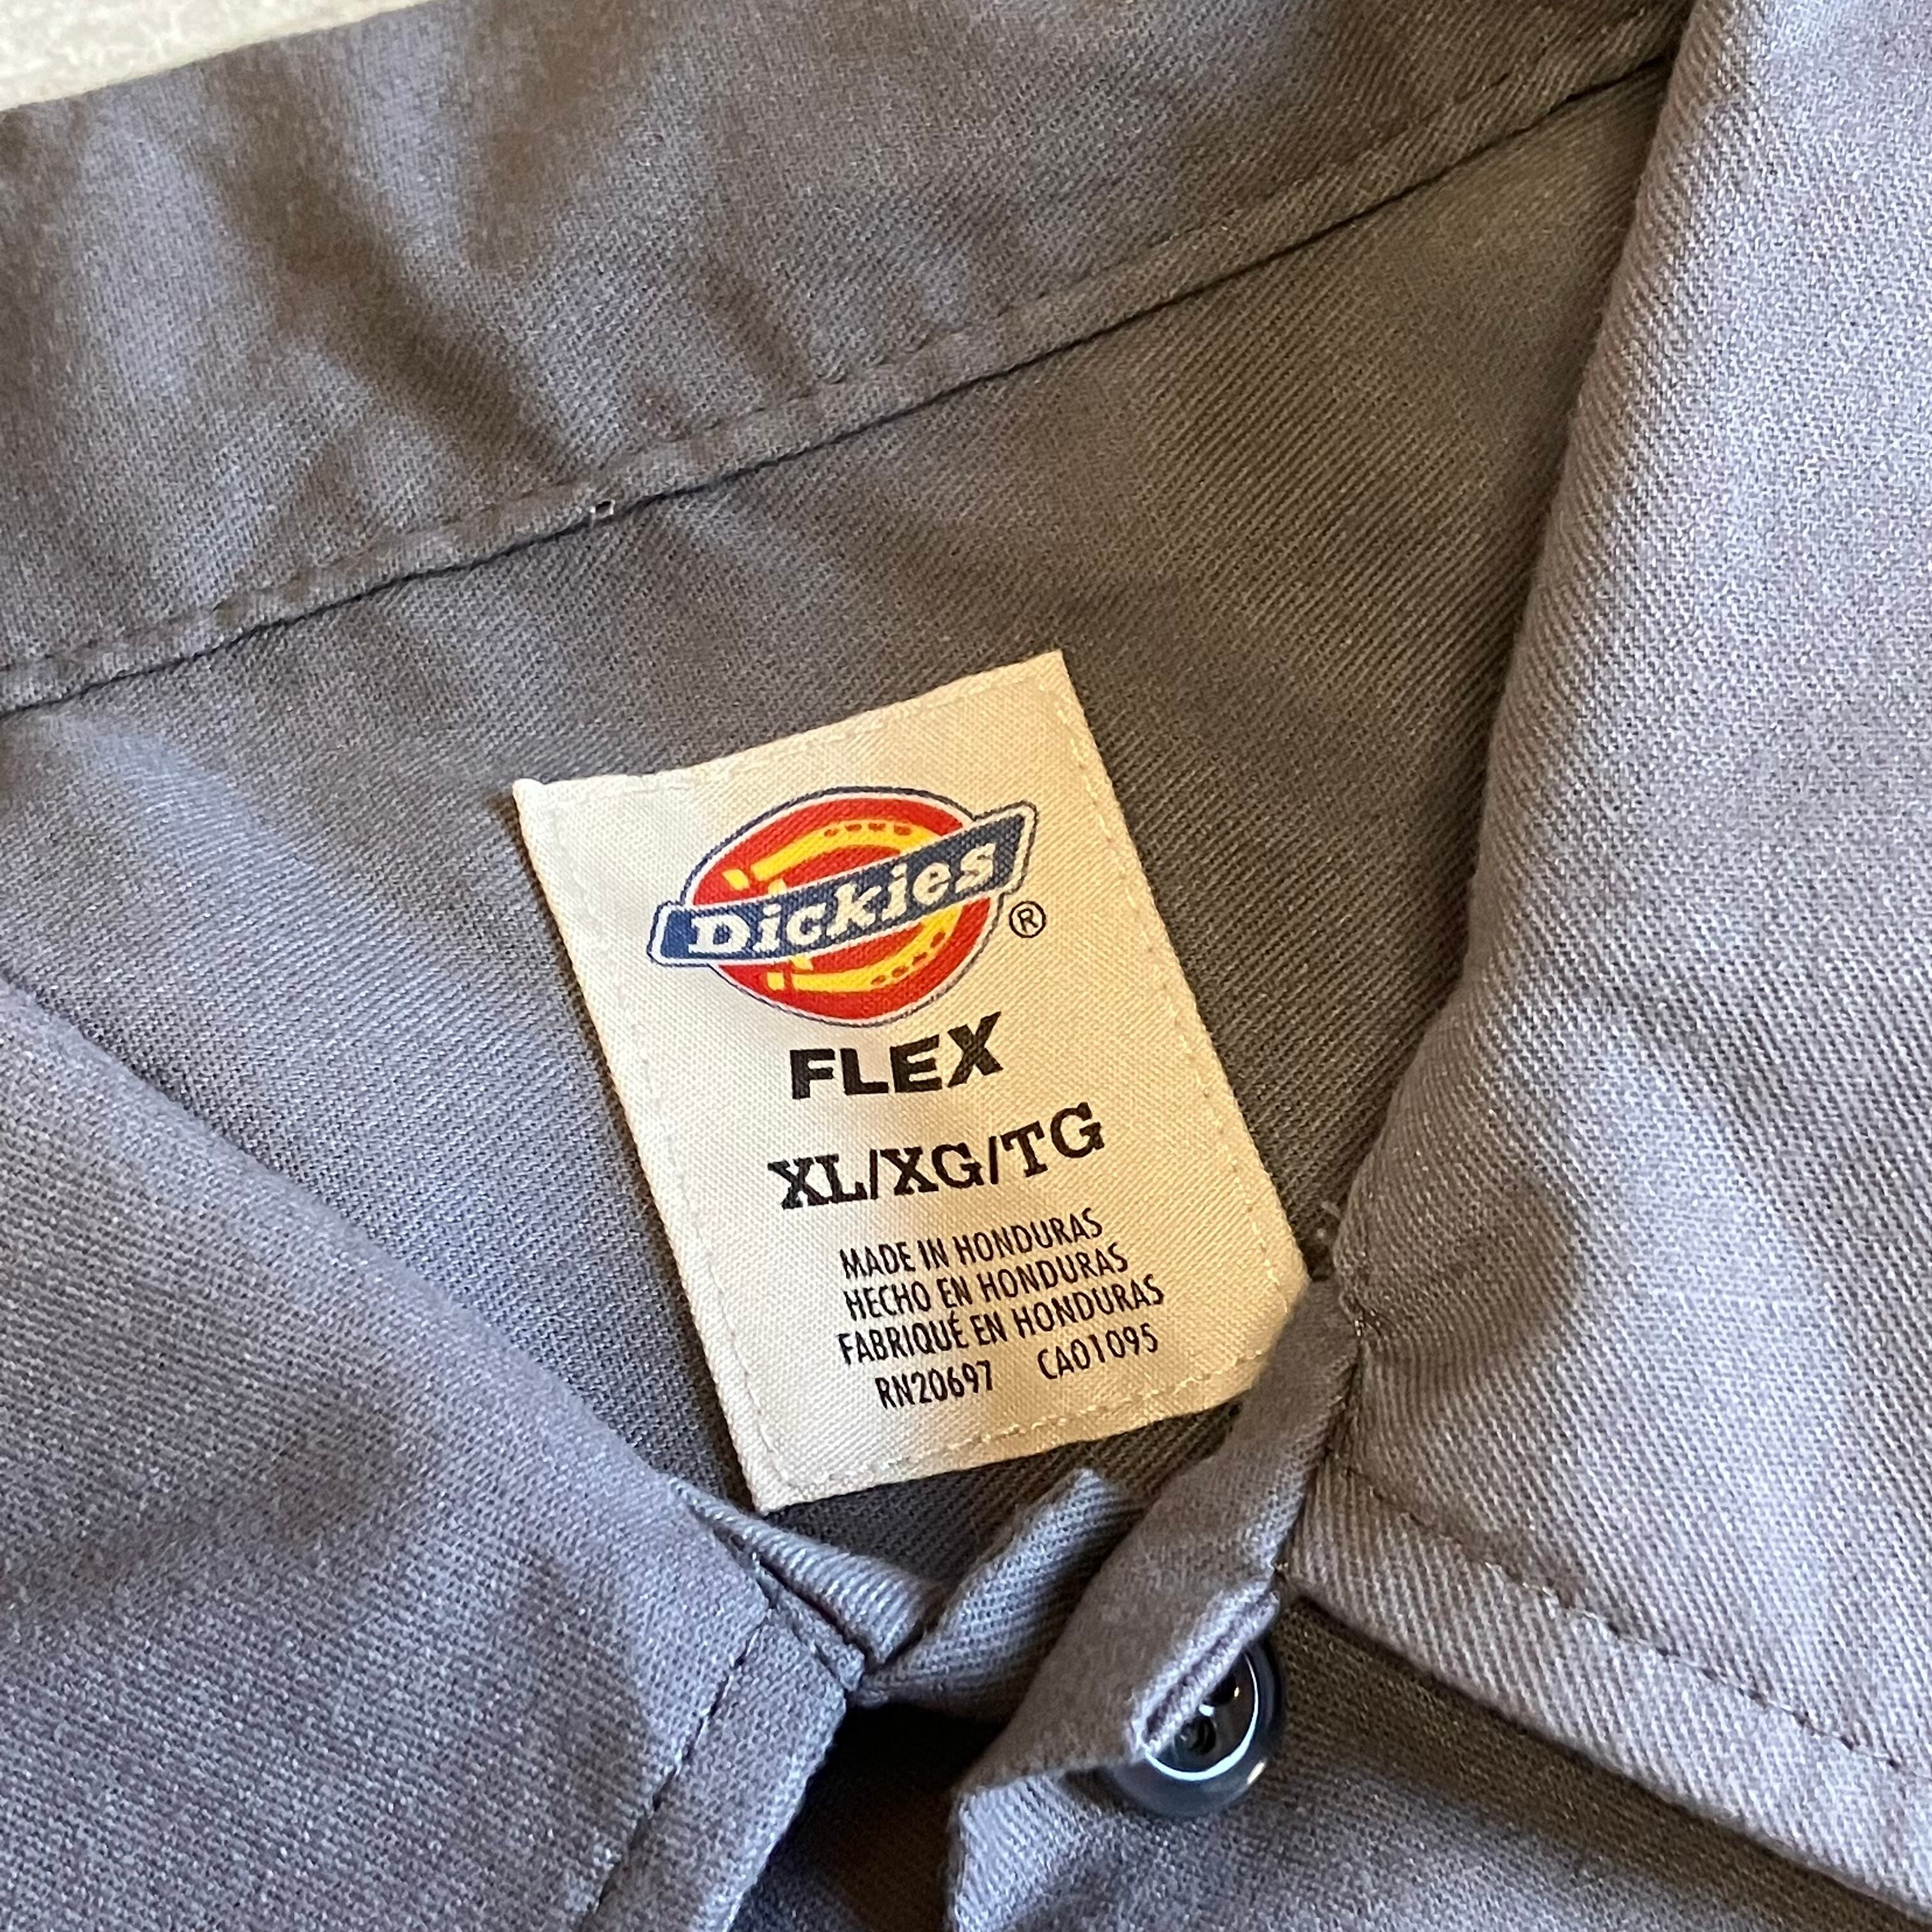 Dickies
®
FLEX
XL/XG/TG
MADE IN HONDURAS
HECHO EN HONDURAS
FABRIQUÉ EN HONDURAS
RN20697 CA01095